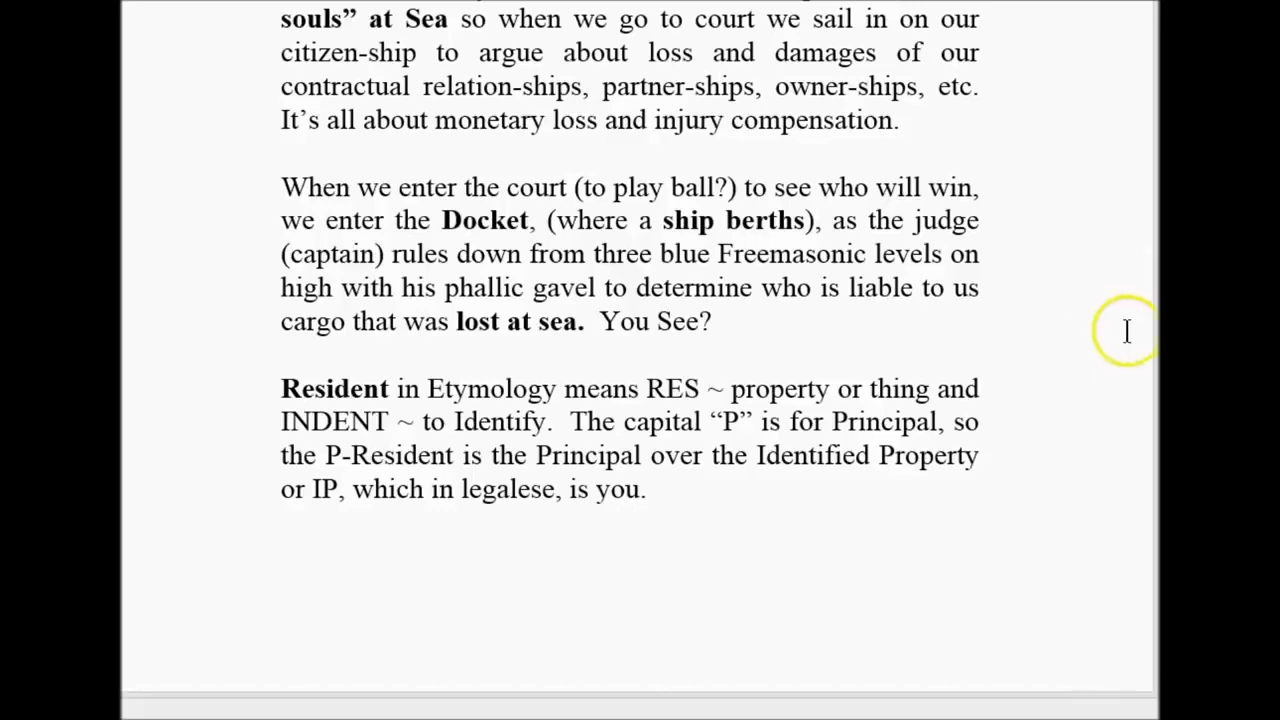 souls” at Sea so when we go to court we sail in on our
citizen-ship to argue about loss and damages of our
contractual relation-ships, partner-ships, owner-ships, etc.
It’s all about monetary loss and injury compensation.
When we enter the court (to play ball?) to see who will win,
we enter the Docket, (where a ship berths), as the judge
(captain) rules down from three blue Freemasonic levels on
high with his phallic gavel to determine who is liable to us
cargo that was lost at sea.  You See?
Resident in Etymology means RES ~ property or thing and
INDENT ~ to Identify.  The capital “P” is for Principal, so
the P-Resident is the Principal over the Identified Property
or IP, which in legalese, is you.